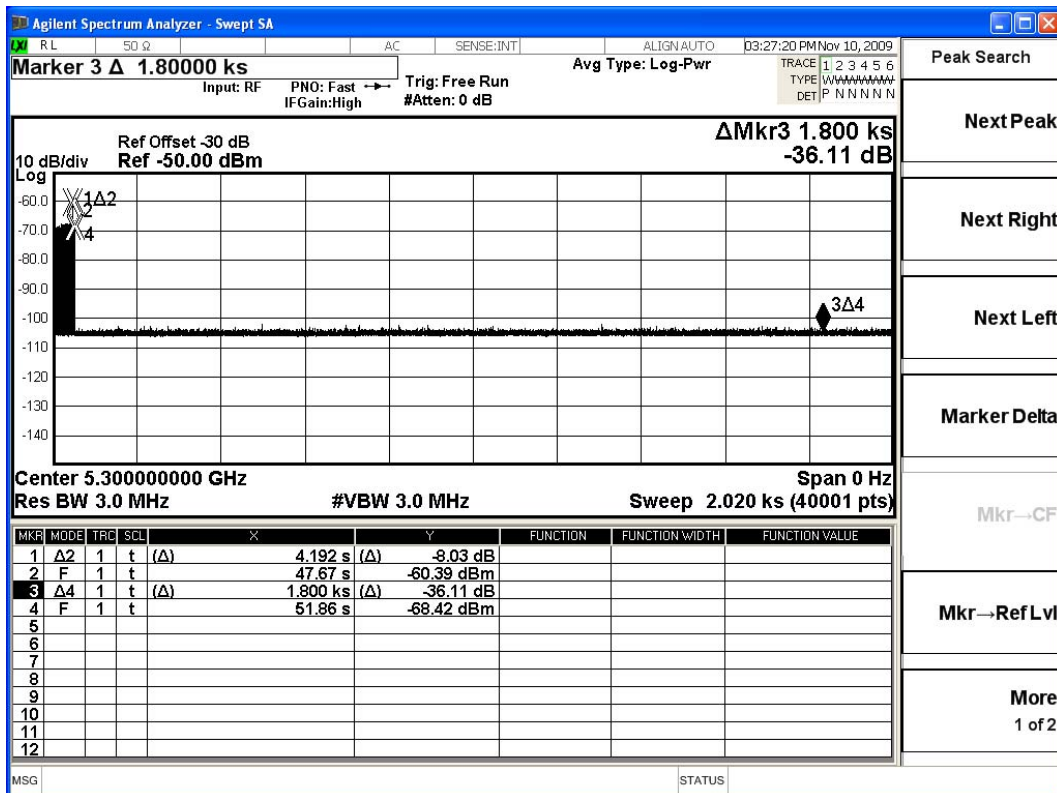 Agilent Spectrum Analyzer - Swept SA
LXI RL 50 Ω AC SENSE:INT ALIGN AUTO 03:27:20 PM Nov 10, 2009
Marker 3 Δ 1.80000 ks
Input: RF PNO: Fast IFGain:High
Trig: Free Run
#Atten: 0 dB
Avg Type: Log-Pwr
TRACE 1 2 3 4 5 6
TYPE WWWWWW
DET P N N N N N
ΔMkr3 1.800 ks
-36.11 dB
Ref Offset -30 dB
10 dB/div Ref -50.00 dBm
Log
-60.0
-70.0
-80.0
-90.0
-100
-110
-120
-130
-140
1Δ2
2
4
3Δ4
Center 5.300000000 GHz Span 0 Hz
Res BW 3.0 MHz #VBW 3.0 MHz Sweep 2.020 ks (40001 pts)
MKR MODE TRC SCL X Y FUNCTION FUNCTION WIDTH FUNCTION VALUE
1 Δ2 1 t (Δ) 4.192 s (Δ) -8.03 dB
2 F 1 t 47.67 s -60.39 dBm
3 Δ4 1 t (Δ) 1.800 ks (Δ) -36.11 dB
4 F 1 t 51.86 s -68.42 dBm
5
6
7
8
9
10
11
12
MSG STATUS
Peak Search
Next Peak
Next Right
Next Left
Marker Delta
Mkr→CF
Mkr→Ref Lvl
More
1 of 2